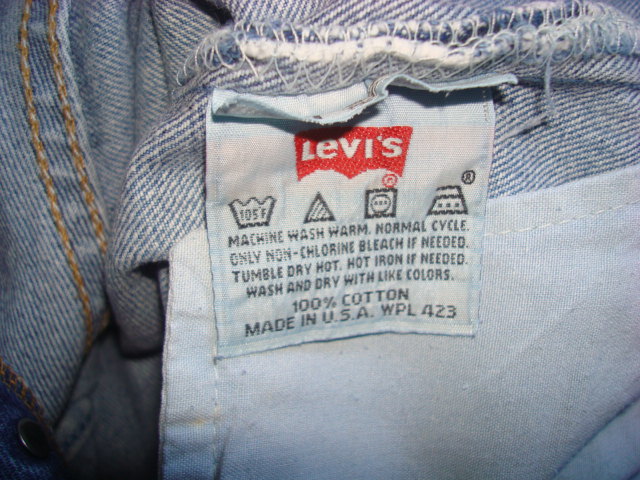 Levi's
®
105F ®
MACHINE WASH WARM. NORMAL CYCLE.
ONLY NON-CHLORINE BLEACH IF NEEDED.
TUMBLE DRY HOT. HOT IRON IF NEEDED.
WASH AND DRY WITH LIKE COLORS.
100% COTTON
MADE IN U.S.A. WPL 423